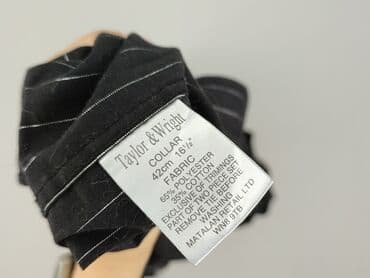 Taylor & Wright
COLLAR
42cm 16½"
FABRIC
65% POLYESTER
35% COTTON
EXCLUSIVE OF TRIMINGS
PART OF TWO PIECE SET
REMOVE TIE BEFORE
WASHING
MATALAN RETAIL LTD
WN8 9TB